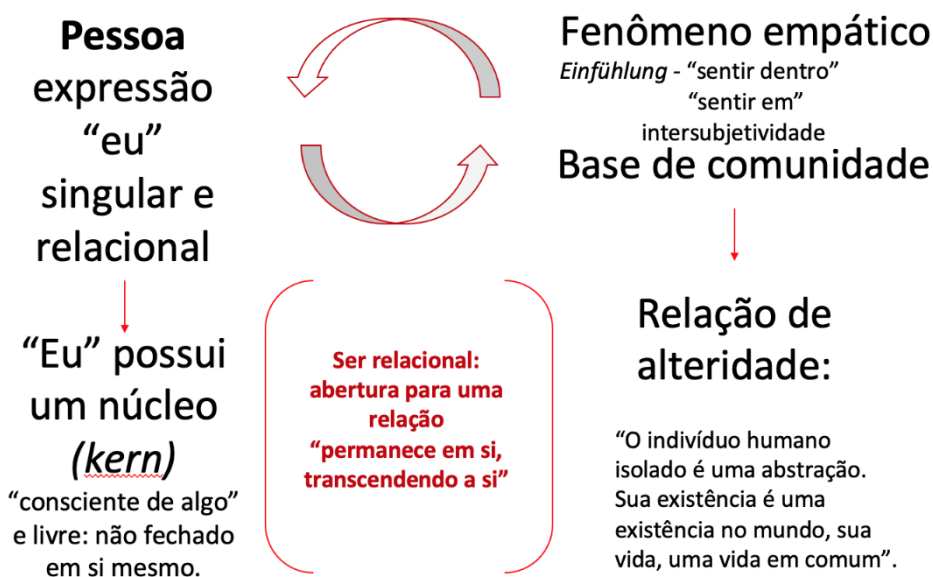 Pessoa
expressão
“eu”
singular e
relacional
“Eu” possui
um núcleo
(kern)
“consciente de algo”
e livre: não fechado
em si mesmo.
Ser relacional:
abertura para uma
relação
“permanece em si,
transcendendo a si”
Fenômeno empático
Einfühlung - “sentir dentro”
“sentir em”
intersubjetividade
Base de comunidade
Relação de
alteridade:
“O indivíduo humano
isolado é uma abstração.
Sua existência é uma
existência no mundo, sua
vida, uma vida em comum”.